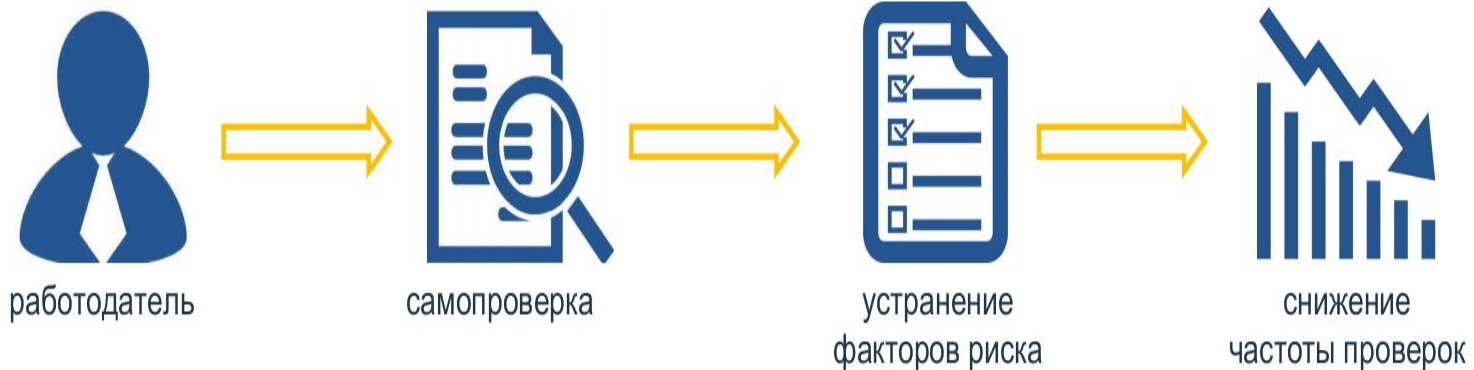 работодатель
самопроверка
устранение
факторов риска
снижение
частоты проверок